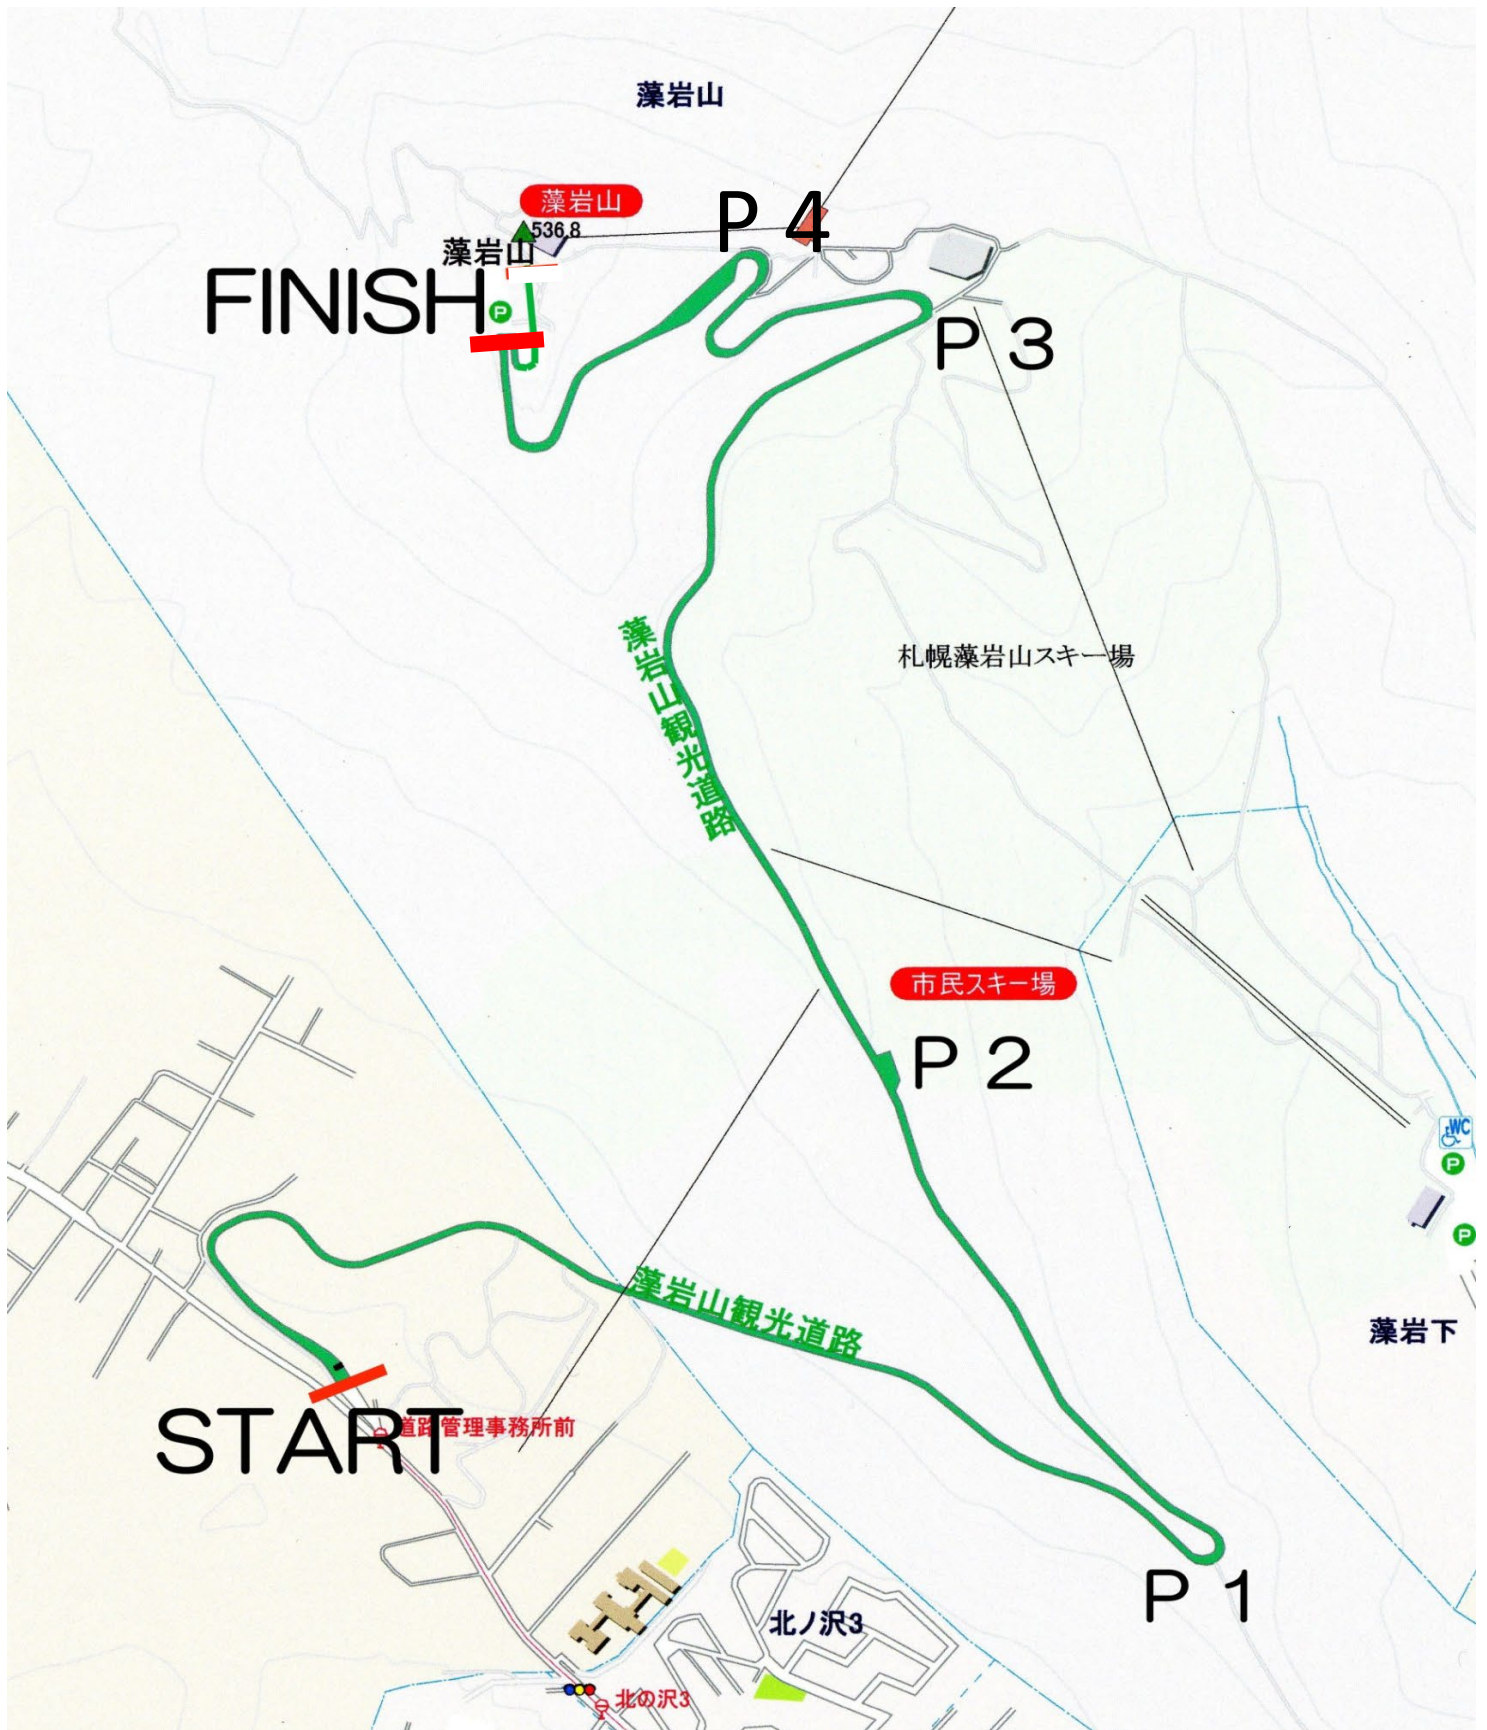 藻岩山
藻岩山
536.8
P 4
藻岩山
FINISH
P
P 3
藻岩山観光道路
札幌藻岩山スキー場
市民スキー場
P 2
WC
P
P
藻岩山観光道路
藻岩下
START
道路管理事務所前
P 1
北ノ沢3
北の沢3